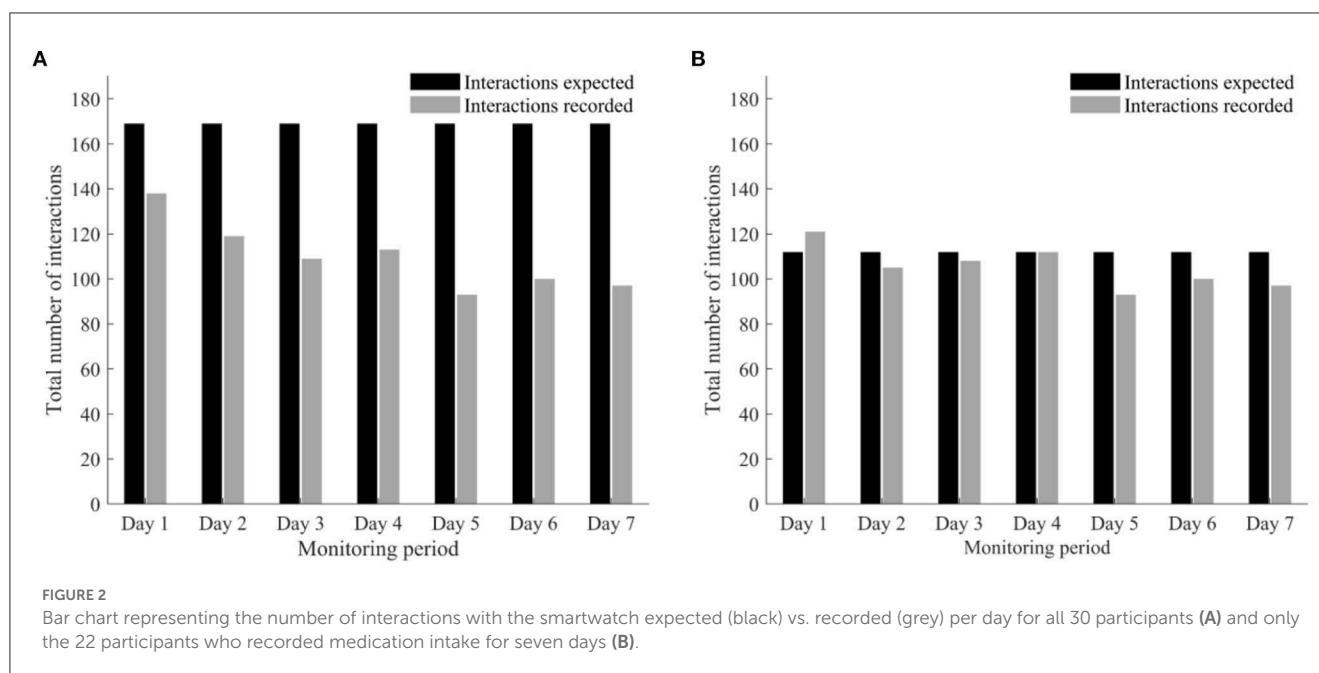 A
Interactions expected
Interactions recorded
180
160
140
120
100
80
60
40
20
0
Total number of interactions
Day 1 Day 2 Day 3 Day 4 Day 5 Day 6 Day 7
Monitoring period
B
Interactions expected
Interactions recorded
180
160
140
120
100
80
60
40
20
0
Total number of interactions
Day 1 Day 2 Day 3 Day 4 Day 5 Day 6 Day 7
Monitoring period
FIGURE 2
Bar chart representing the number of interactions with the smartwatch expected (black) vs. recorded (grey) per day for all 30 participants (A) and only
the 22 participants who recorded medication intake for seven days (B).